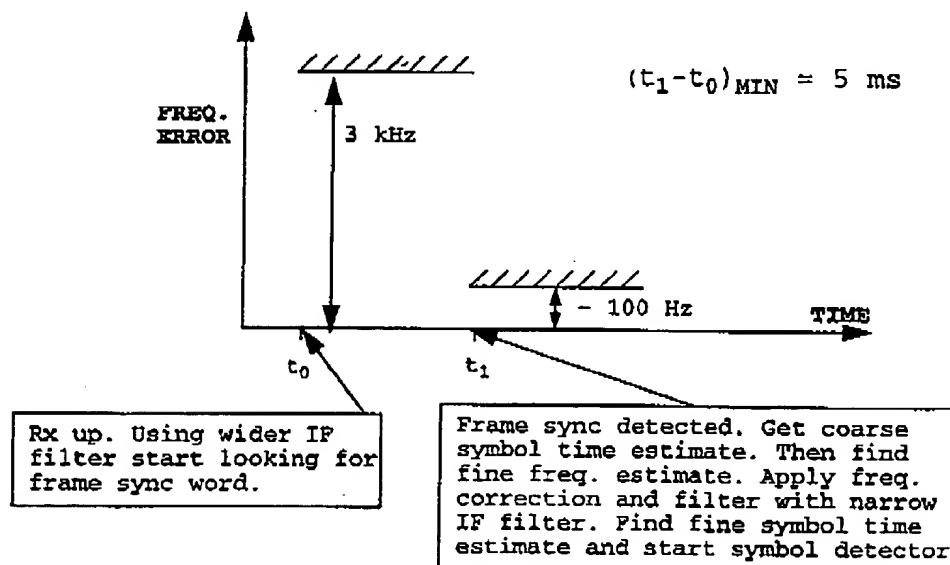 (t1-t0)MIN = 5 ms
FREQ.
ERROR
3 kHz
~ 100 Hz
TIME
t0
t1
Rx up. Using wider IF
filter start looking for
frame sync word.
Frame sync detected. Get coarse
symbol time estimate. Then find
fine freq. estimate. Apply freq.
correction and filter with narrow
IF filter. Find fine symbol time
estimate and start symbol detector